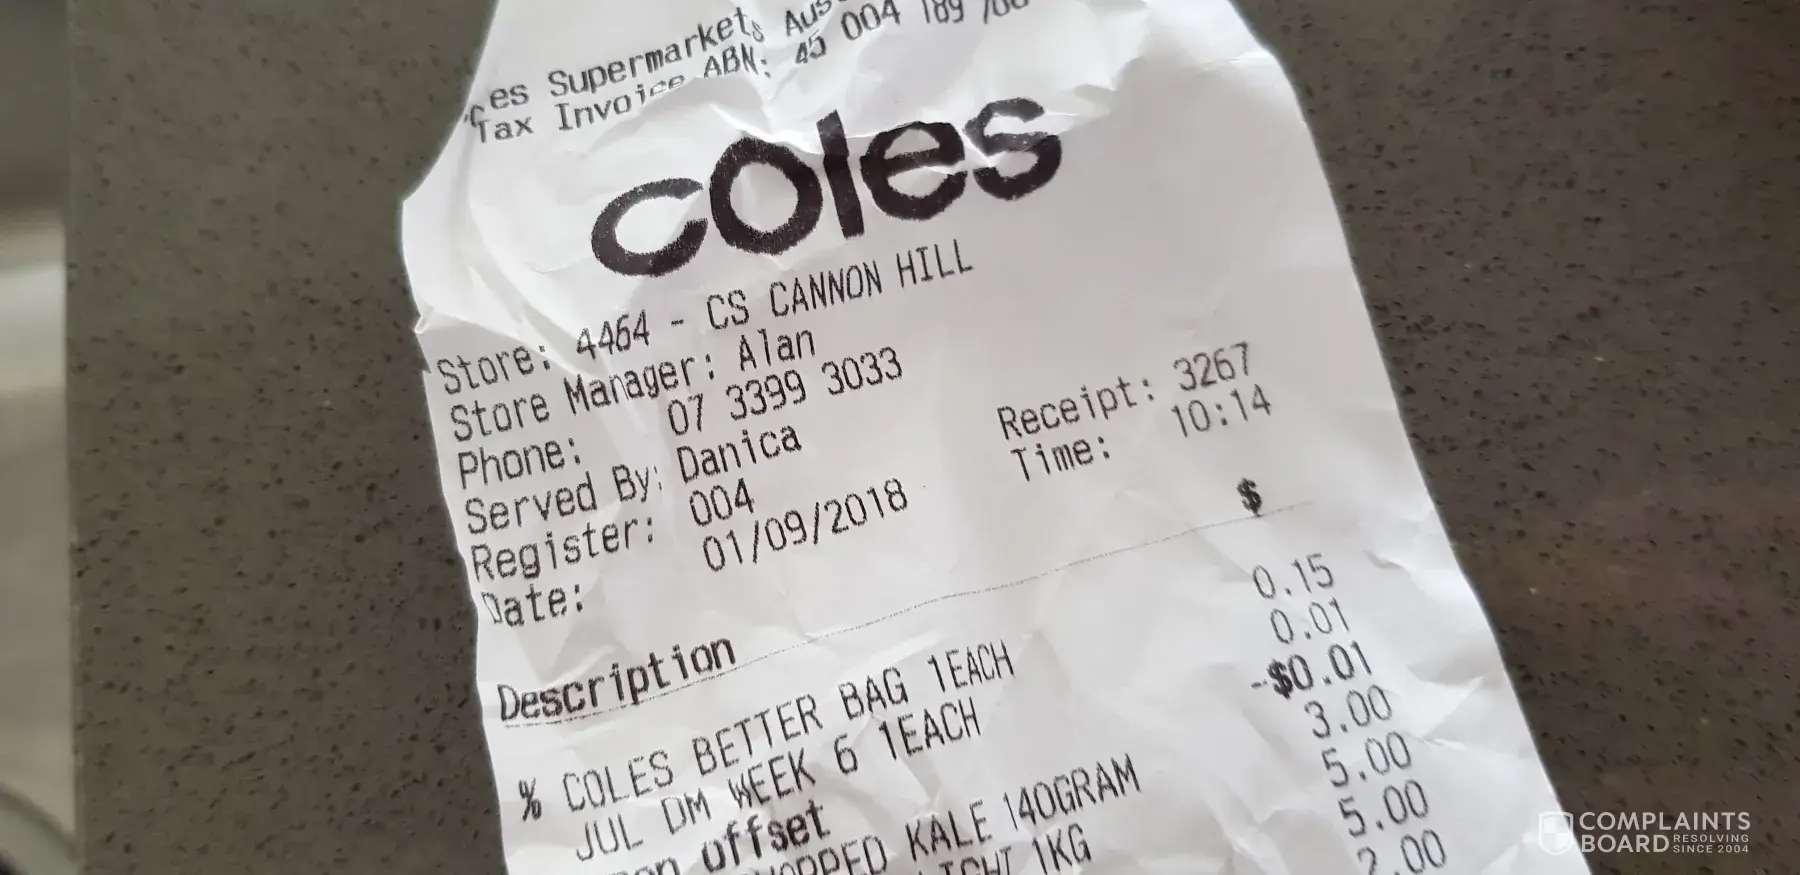 es Supermarkets Aus
Tax Invoice ABN: 45 004 189
coles
Store: 4464 - CS CANNON HILL
Store Manager: Alan
Phone: 07 3399 3033
Served By: Danica
Register: 004 Receipt: 3267
Date: 01/09/2018 Time: 10:14
Description $
% COLES BETTER BAG 1EACH 0.15
JUL DM WEEK 6 1EACH 0.01
offset -$0.01
KALE 140GRAM 3.00
1KG 5.00
5.00
2.00
COMPLAINTS
BOARD RESOLVING
SINCE 2004